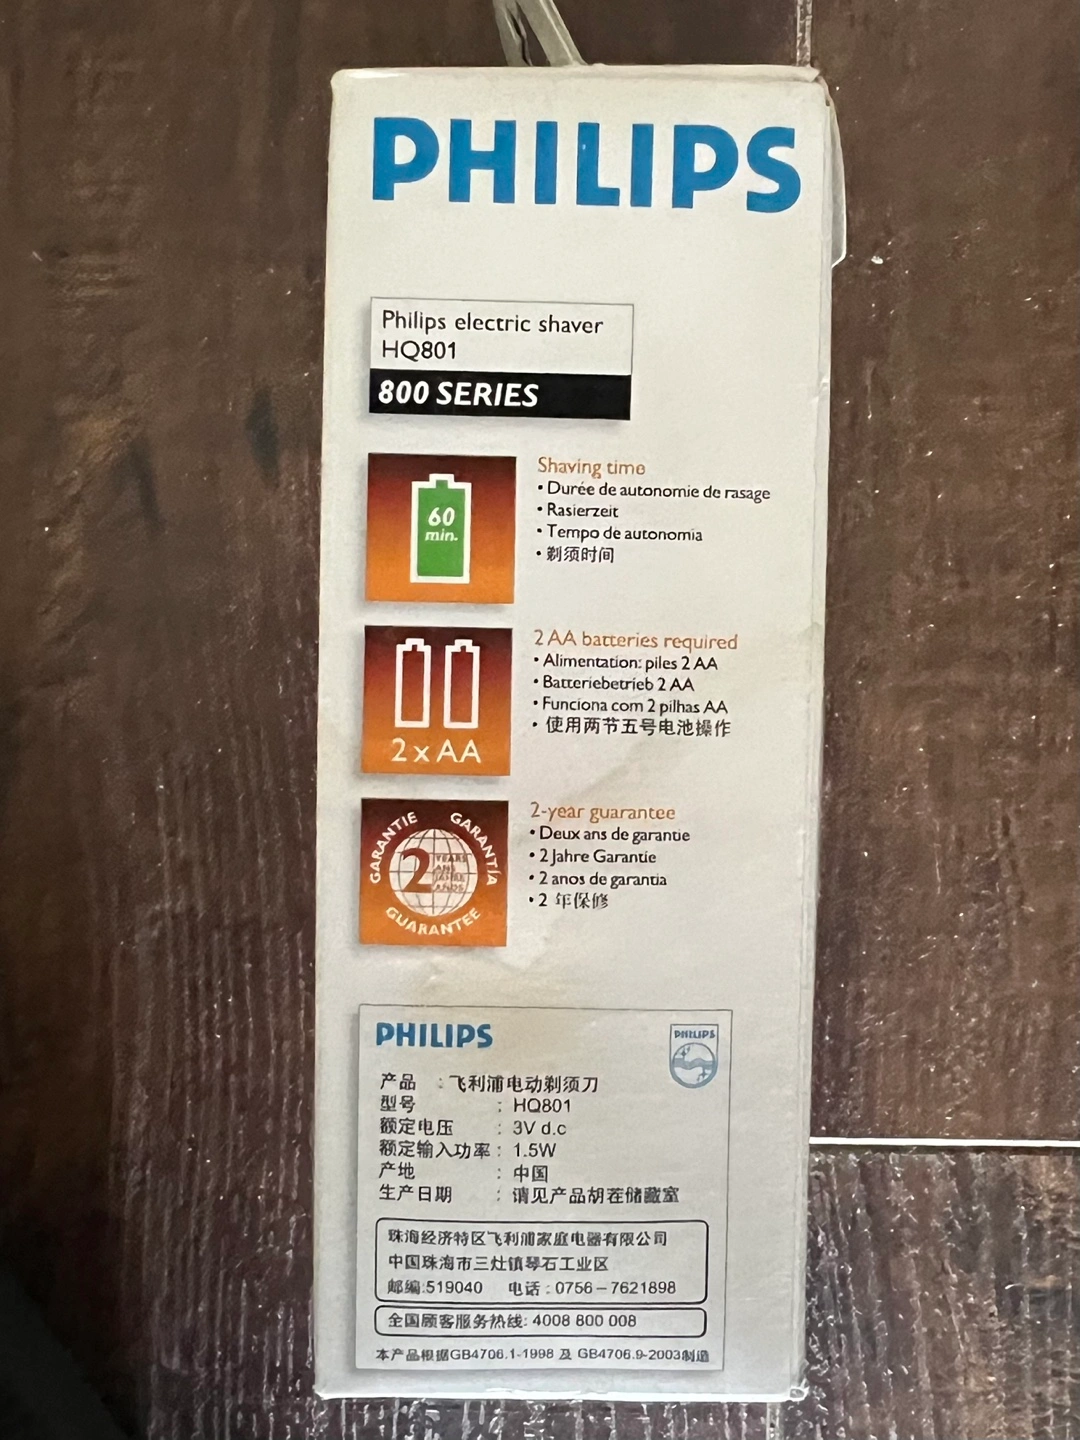 PHILIPS
Philips electric shaver
HQ801
800 SERIES
60
min.
Shaving time
• Durée de autonomie de rasage
• Rasierzeit
• Tempo de autonomia
• 剃须时间
2 x AA
2 AA batteries required
• Alimentation: piles 2 AA
• Batteriebetrieb 2 AA
• Funciona com 2 pilhas AA
• 使用两节五号电池操作
GARANTIE GARANTÍA
2 YEARS
ANS
JAHRE
AÑOS
GUARANTEE
2-year guarantee
• Deux ans de garantie
• 2 Jahre Garantie
• 2 anos de garantia
• 2 年保修
PHILIPS
PHILIPS
产品 : 飞利浦电动剃须刀
型号 : HQ801
额定电压 : 3V d.c
额定输入功率 : 1.5W
产地 : 中国
生产日期 : 请见产品胡茬储藏室
珠海经济特区飞利浦家庭电器有限公司
中国珠海市三灶镇琴石工业区
邮编:519040 电话 : 0756－7621898
全国顾客服务热线: 4008 800 008
本产品根据GB4706.1-1998 及 GB4706.9-2003制造